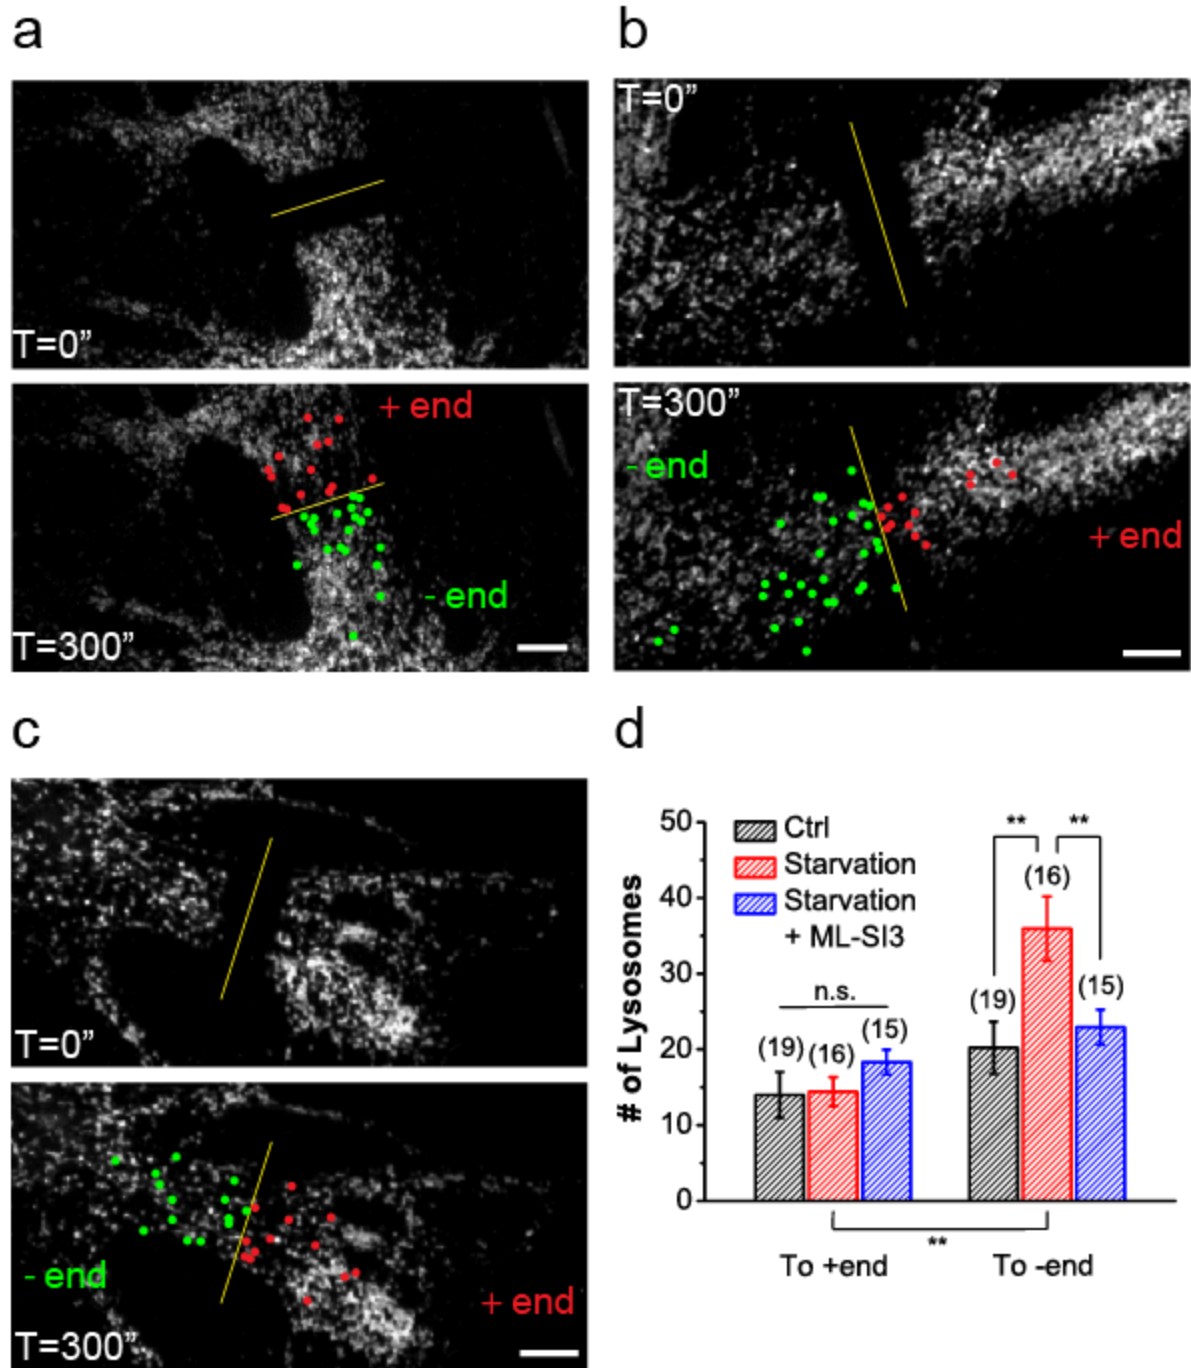 a
T=0”
+ end
- end
T=300”
b
T=0”
T=300”
- end
+ end
c
T=0”
- end
+ end
T=300”
d
50
40
30
20
10
0
# of Lysosomes
Ctrl
Starvation
Starvation
+ ML-SI3
** **
(16)
(19) (15)
n.s.
(19) (16) (15)
**
To +end To -end